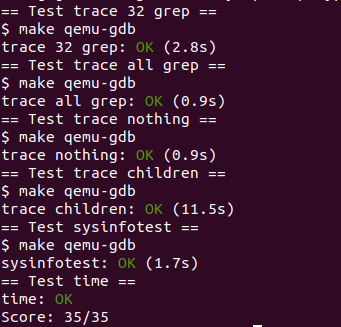 == Test trace 32 grep ==
$ make qemu-gdb
trace 32 grep: OK (2.8s)
== Test trace all grep ==
$ make qemu-gdb
trace all grep: OK (0.9s)
== Test trace nothing ==
$ make qemu-gdb
trace nothing: OK (0.9s)
== Test trace children ==
$ make qemu-gdb
trace children: OK (11.5s)
== Test sysinfotest ==
$ make qemu-gdb
sysinfotest: OK (1.7s)
== Test time ==
time: OK
Score: 35/35